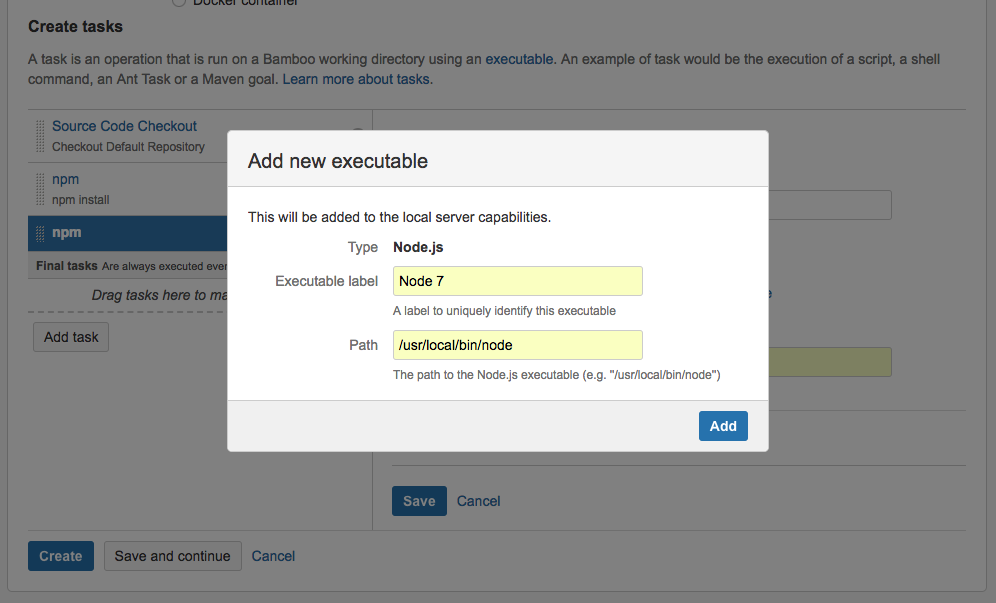 Docker container
Create tasks
A task is an operation that is run on a Bamboo working directory using an executable. An example of task would be the execution of a script, a shell
command, an Ant Task or a Maven goal. Learn more about tasks.
Source Code Checkout
Checkout Default Repository
npm
npm install
npm
Final tasks Are always executed even
Drag tasks here to ma
Add task
Add new executable
This will be added to the local server capabilities.
Type Node.js
Executable label Node 7
A label to uniquely identify this executable
Path /usr/local/bin/node
The path to the Node.js executable (e.g. "/usr/local/bin/node")
Add
Save Cancel
Create Save and continue Cancel